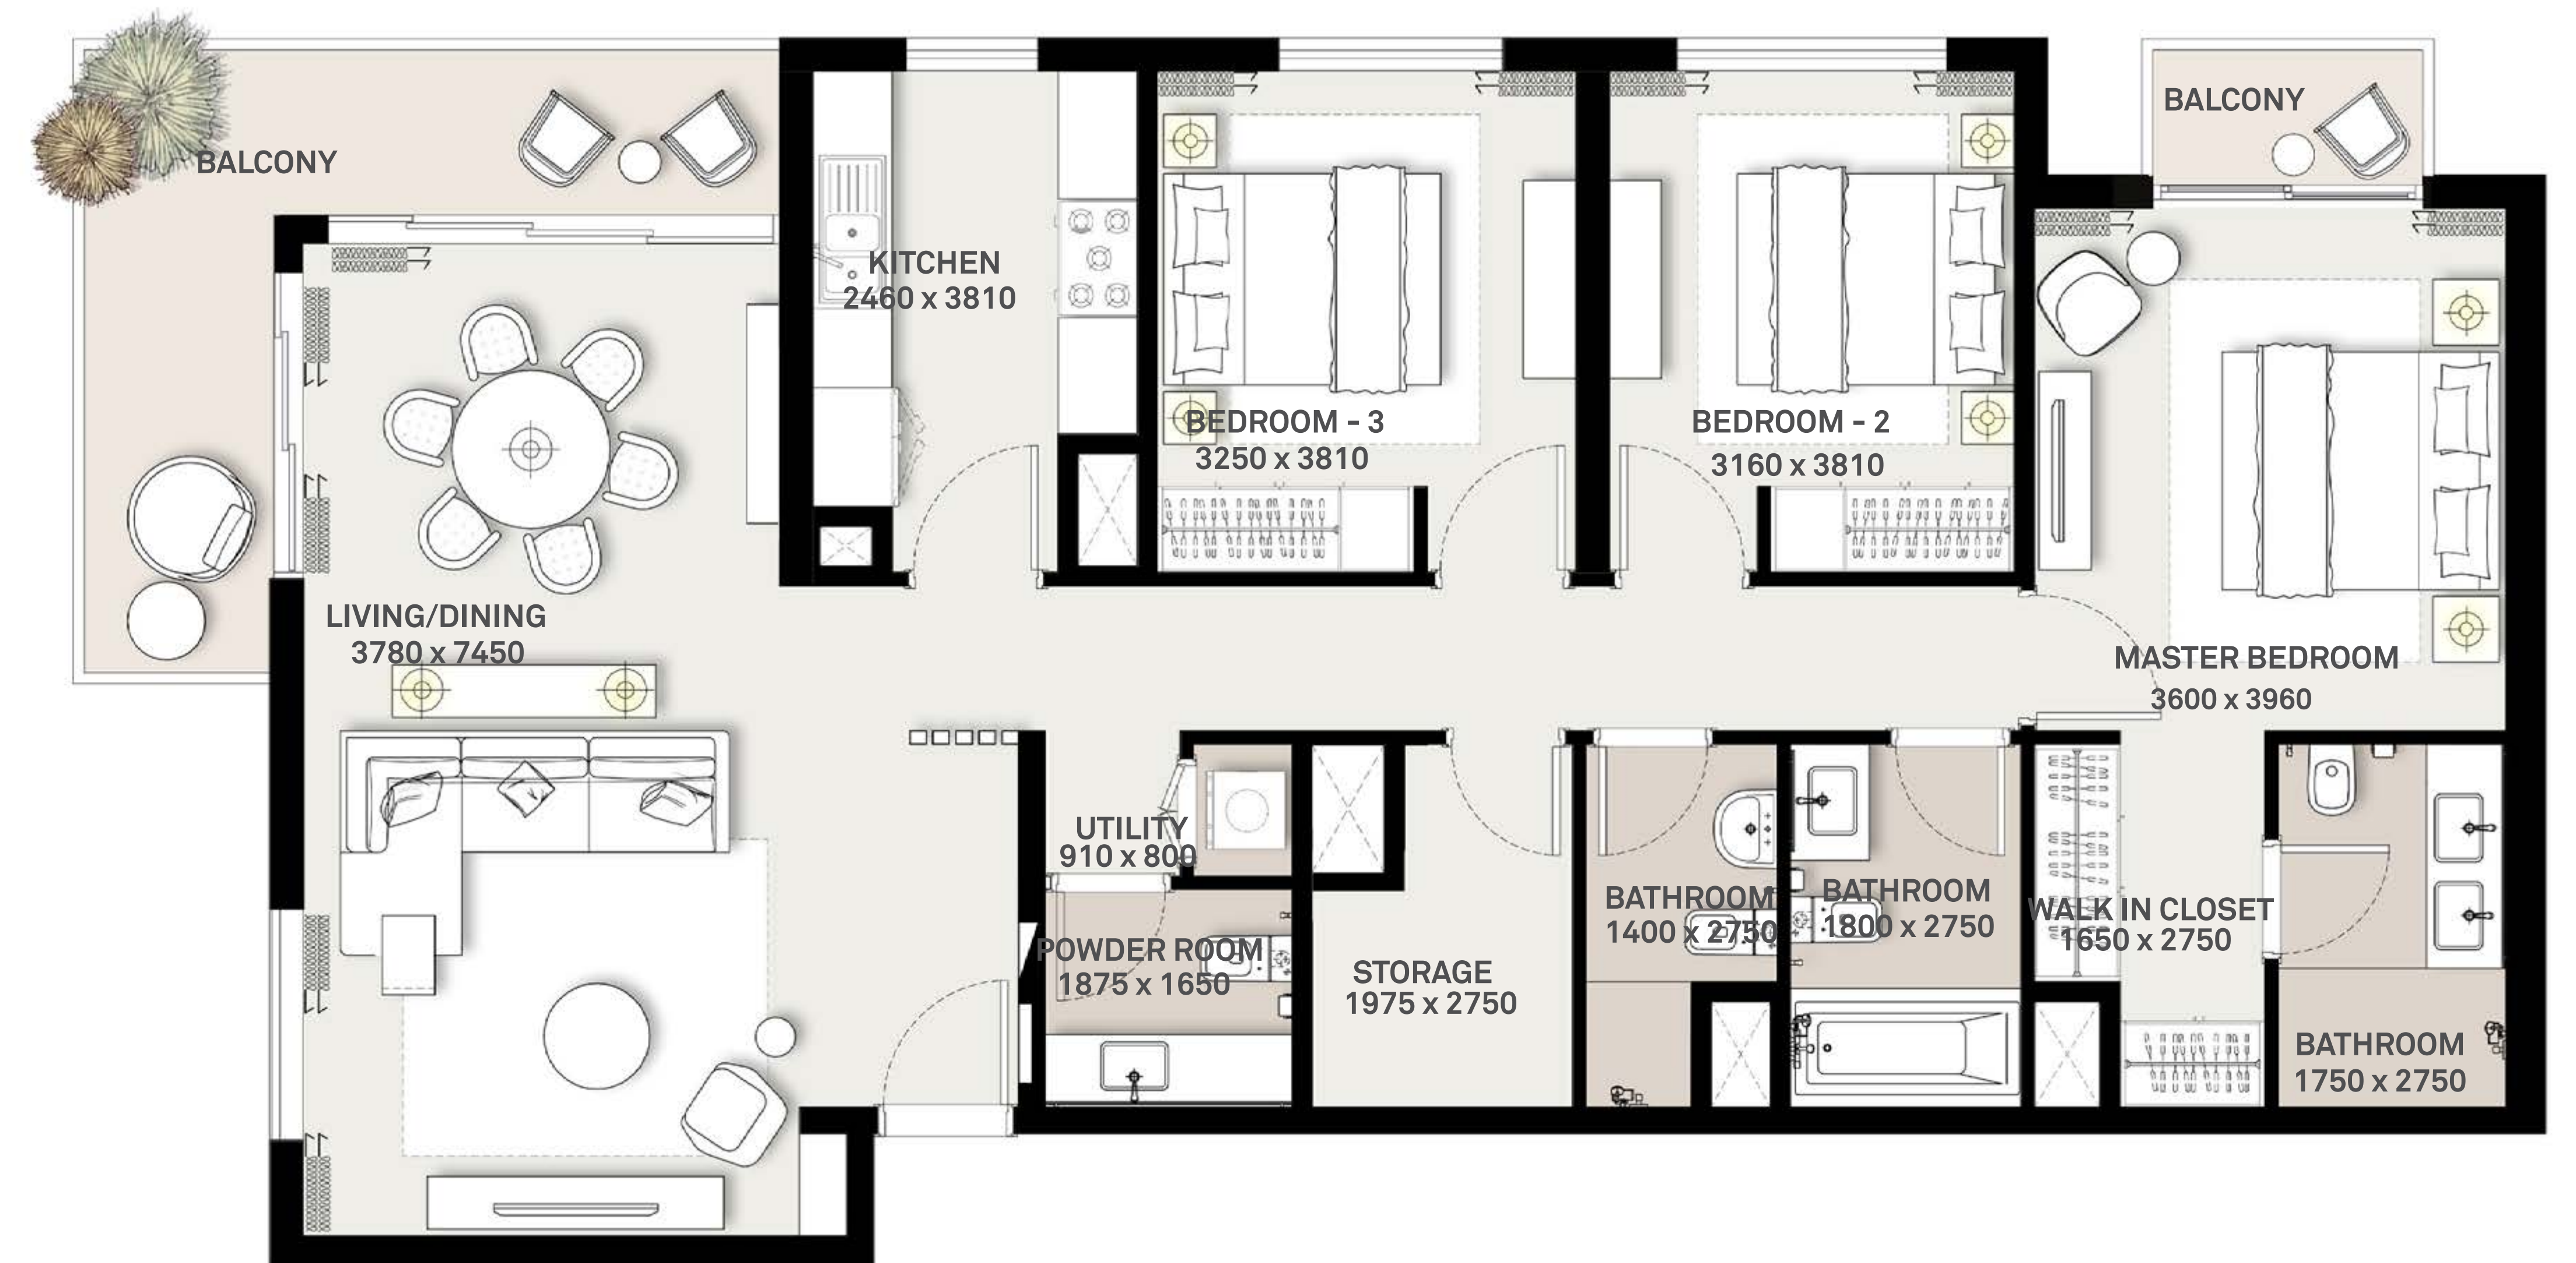 BALCONY
BALCONY
KITCHEN
2460 x 3810
BEDROOM - 3
3250 x 3810
BEDROOM - 2
3160 x 3810
LIVING/DINING
3780 x 7450
MASTER BEDROOM
3600 x 3960
UTILITY
910 x 800
POWDER ROOM
1875 x 1650
STORAGE
1975 x 2750
BATHROOM
1400 x 2750
BATHROOM
1800 x 2750
WALK IN CLOSET
1650 x 2750
BATHROOM
1750 x 2750